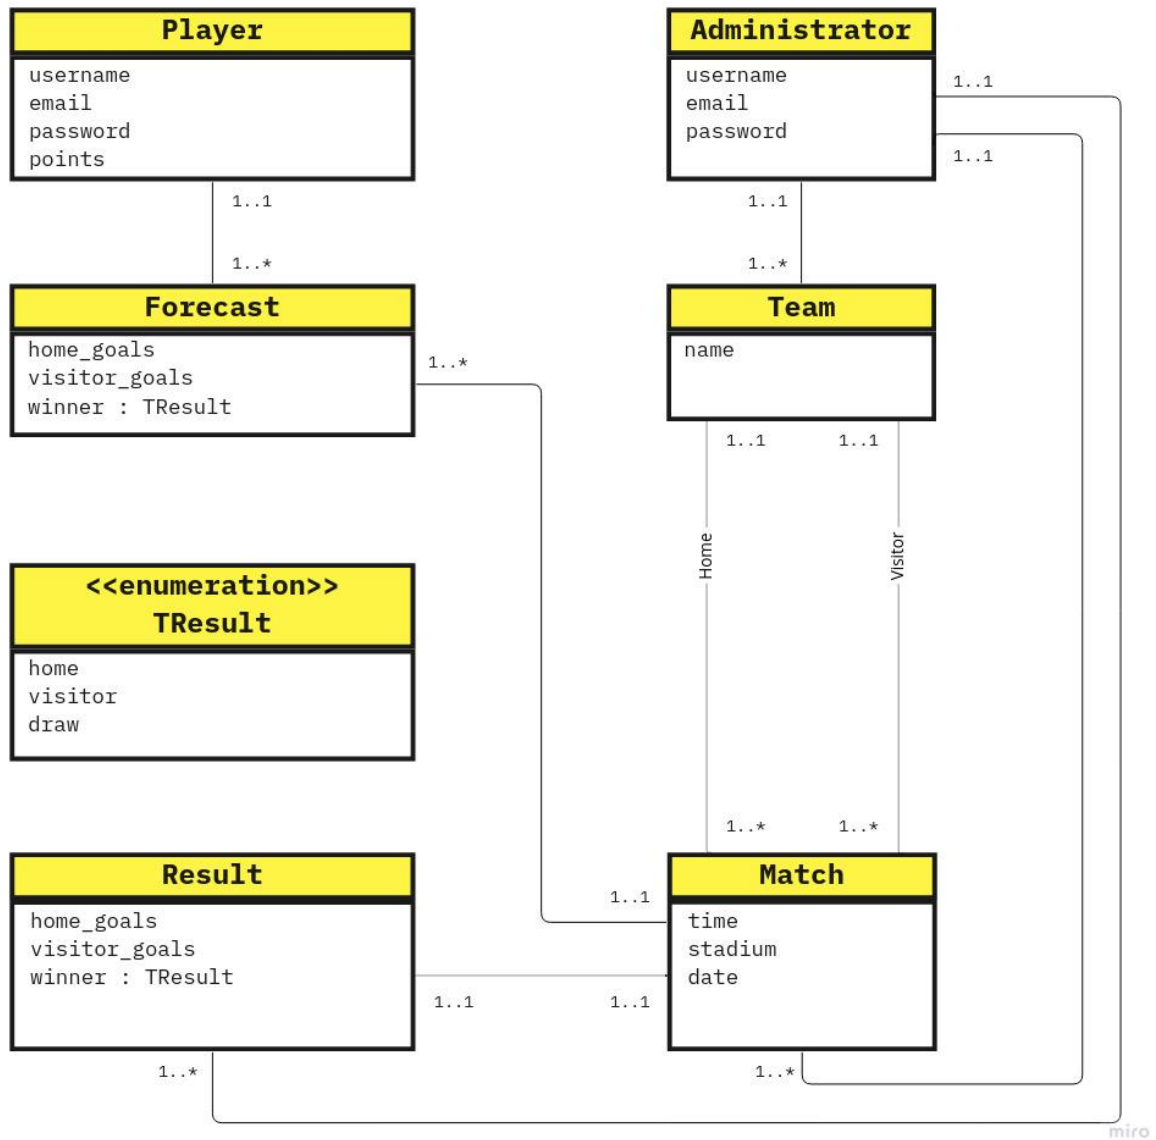 Player
username
email
password
points
1..1
1..*
Forecast
home_goals
visitor_goals
winner : TResult
1..*
<<enumeration>>
TResult
home
visitor
draw
Result
home_goals
visitor_goals
winner : TResult
1..1
1..1
1..*
Administrator
username
email
password
1..1
1..1
1..1
1..*
Team
name
1..1
1..1
Home
Visitor
1..*
1..*
1..1
Match
time
stadium
date
1..*
miro